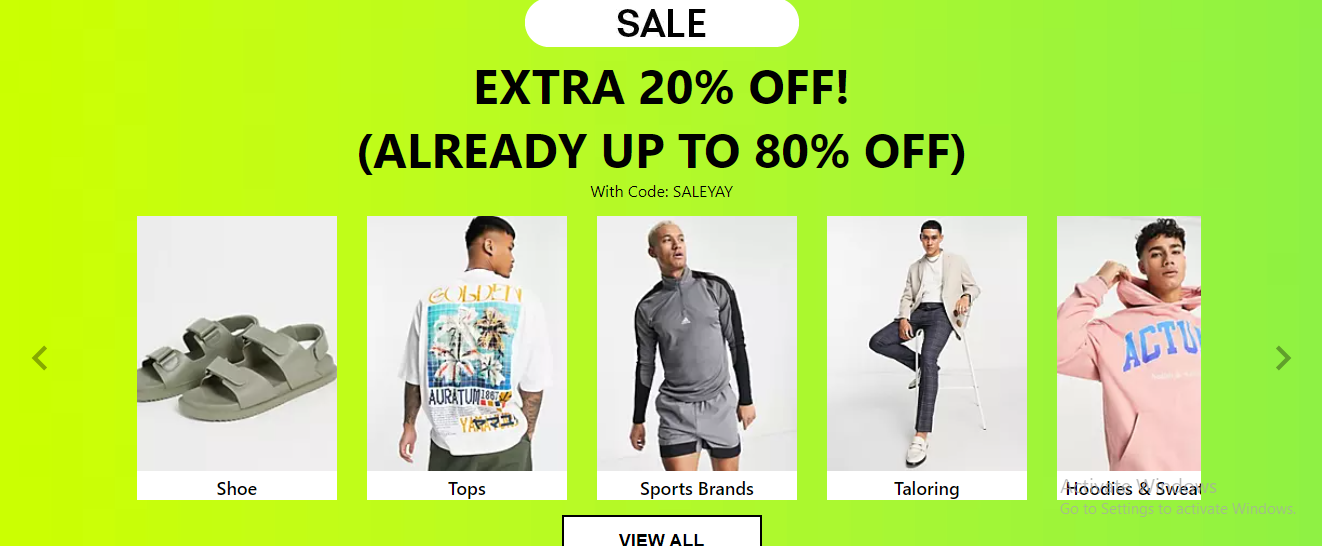 SALE
EXTRA 20% OFF!
(ALREADY UP TO 80% OFF)
With Code: SALEYAY
GOLDEN
AURATUM 1867
ACTU
Shoe
Tops
Sports Brands
Taloring
Hoodies & Sweat
Activate Windows
Go to Settings to activate Windows.
VIEW ALL